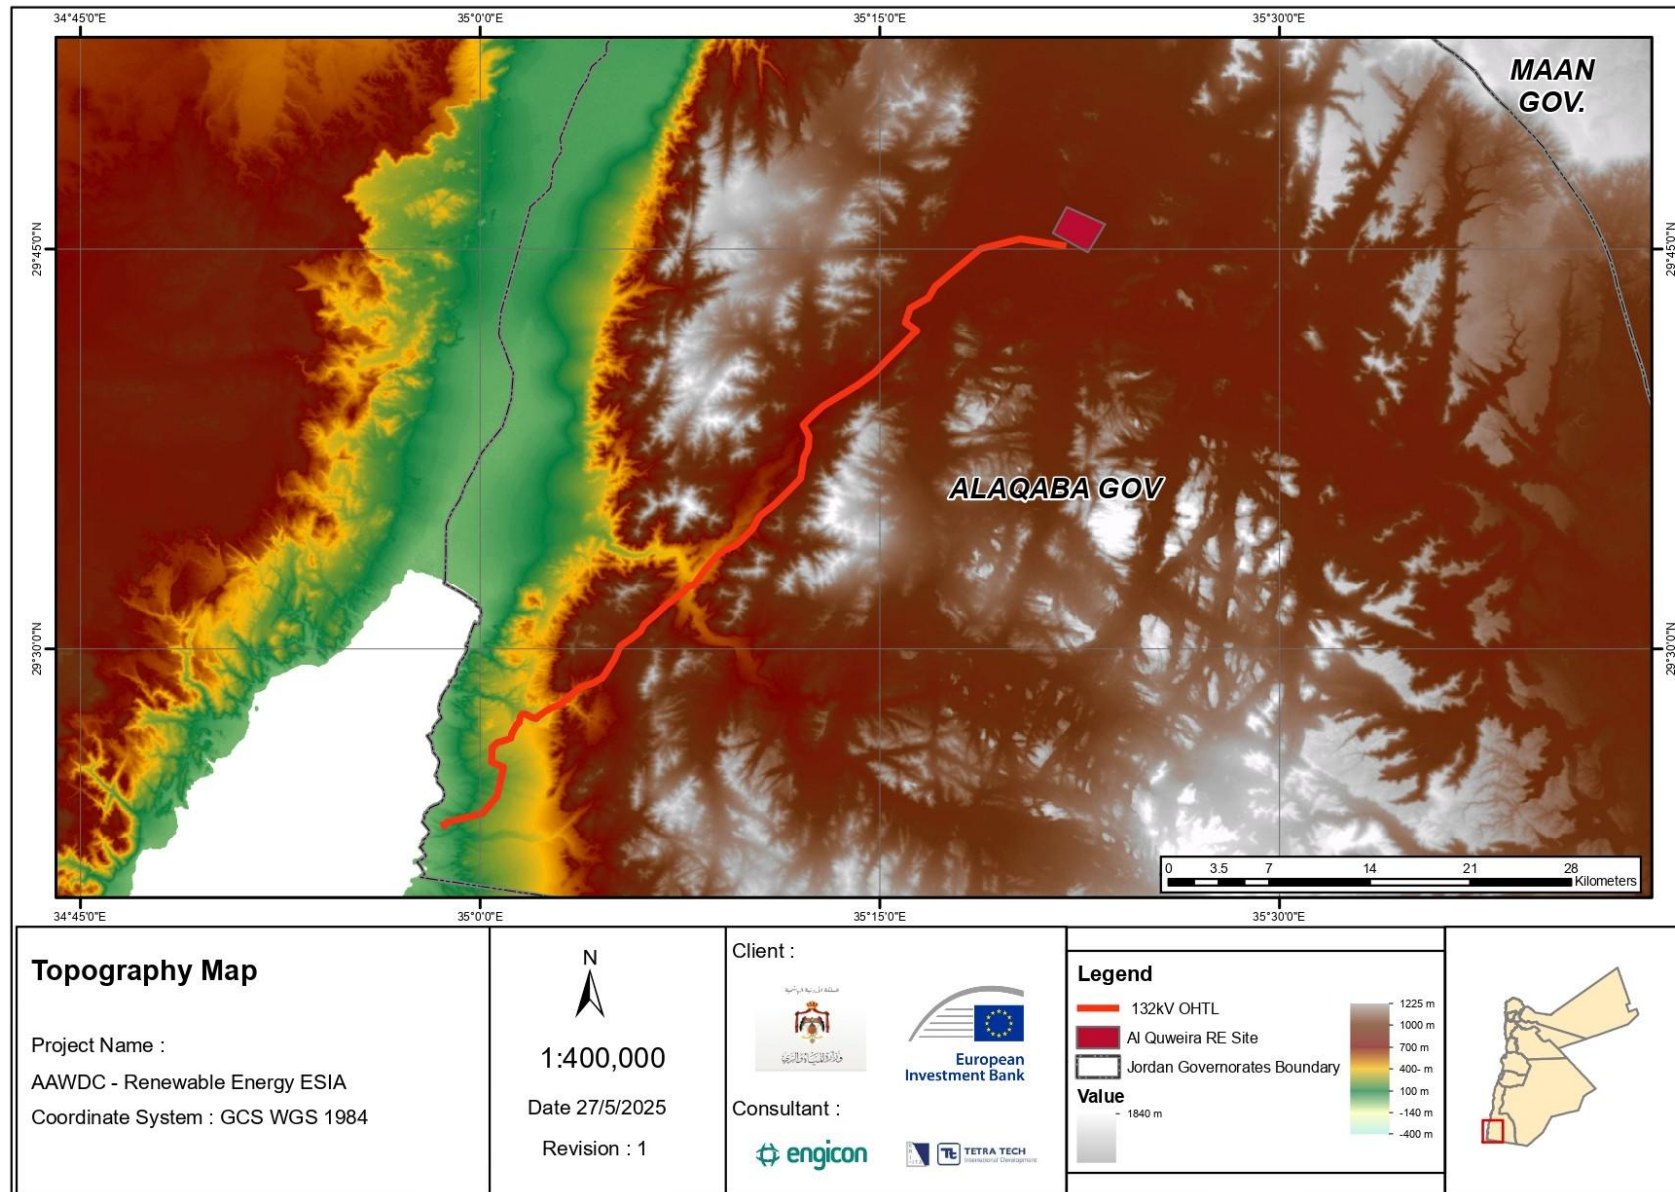 34°45'0"E
35°0'0"E
35°15'0"E
35°30'0"E
29°45'0"N
29°45'0"N
29°30'0"N
29°30'0"N
MAAN
GOV.
ALAQABA GOV
0 3.5 7 14 21 28
Kilometers
34°45'0"E
35°0'0"E
35°15'0"E
35°30'0"E
Topography Map
Project Name :
AAWDC - Renewable Energy ESIA
Coordinate System : GCS WGS 1984
N
1:400,000
Date 27/5/2025
Revision : 1
Client :
European
Investment Bank
Consultant :
engicon
TETRA TECH
International Development
Legend
132kV OHTL
Al Quweira RE Site
Jordan Governorates Boundary
Value
1840 m
1225 m
1000 m
700 m
400- m
100 m
-140 m
-400 m